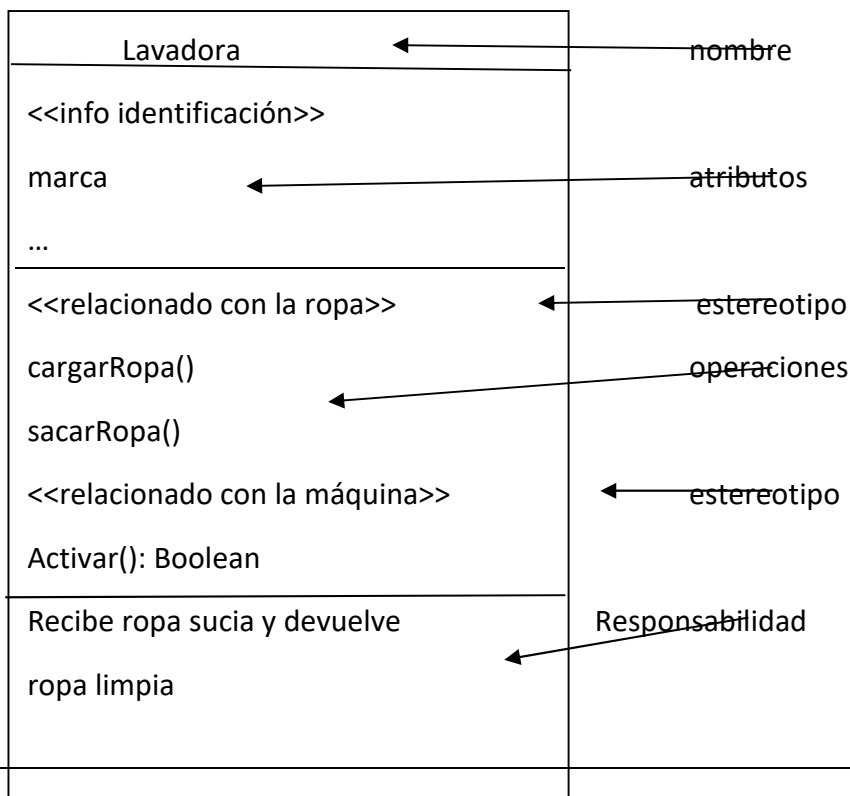 Lavadora nombre
<<info identificación>>
marca atributos
...
<<relacionado con la ropa>> estereotipo
cargarRopa() operaciones
sacarRopa()
<<relacionado con la máquina>> estereotipo
Activar(): Boolean
Recibe ropa sucia y devuelve Responsabilidad
ropa limpia